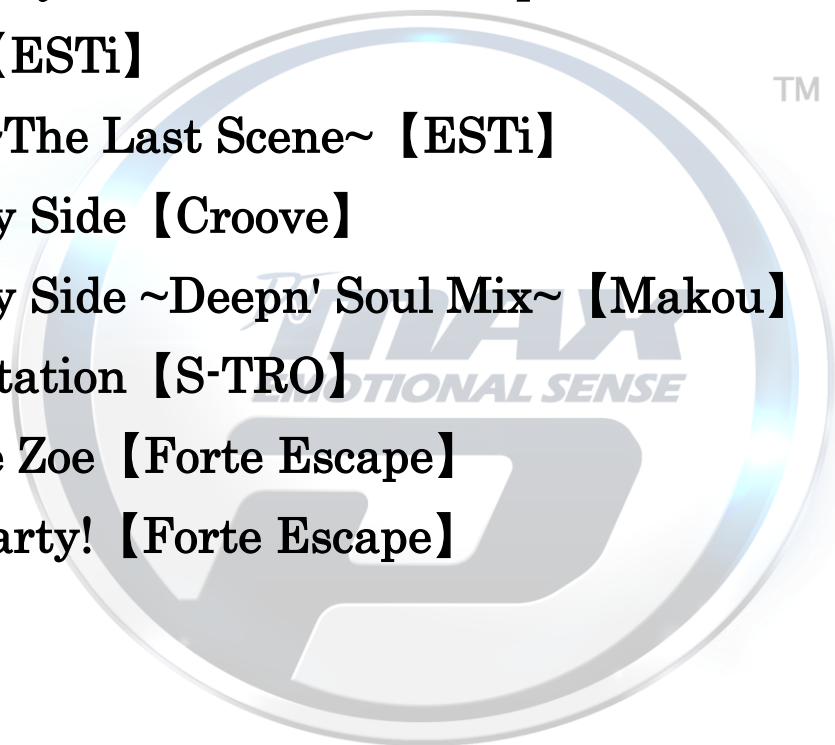 【ESTi】
TM
~The Last Scene~【ESTi】
y Side【Croove】
y Side ~Deepn' Soul Mix~【Makou】
DJMAX
EMOTIONAL SENSE
tation【S-TRO】
e Zoe【Forte Escape】
arty!【Forte Escape】